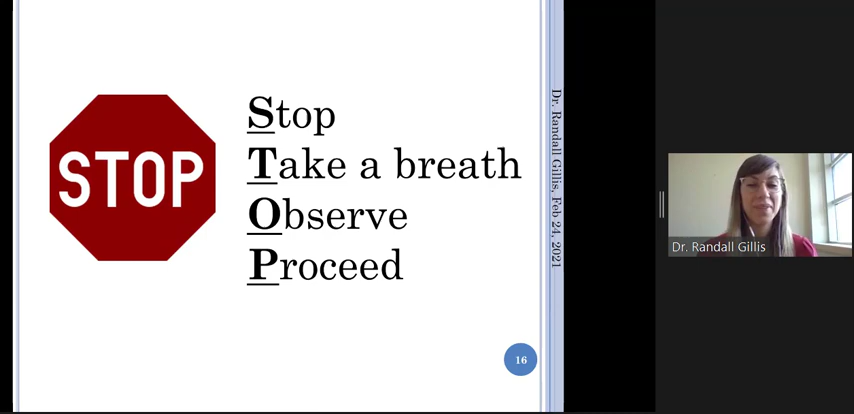 STOP
Stop
Take a breath
Observe
Proceed
Dr. Randall Gillis, Feb 24, 2021
16
Dr. Randall Gillis